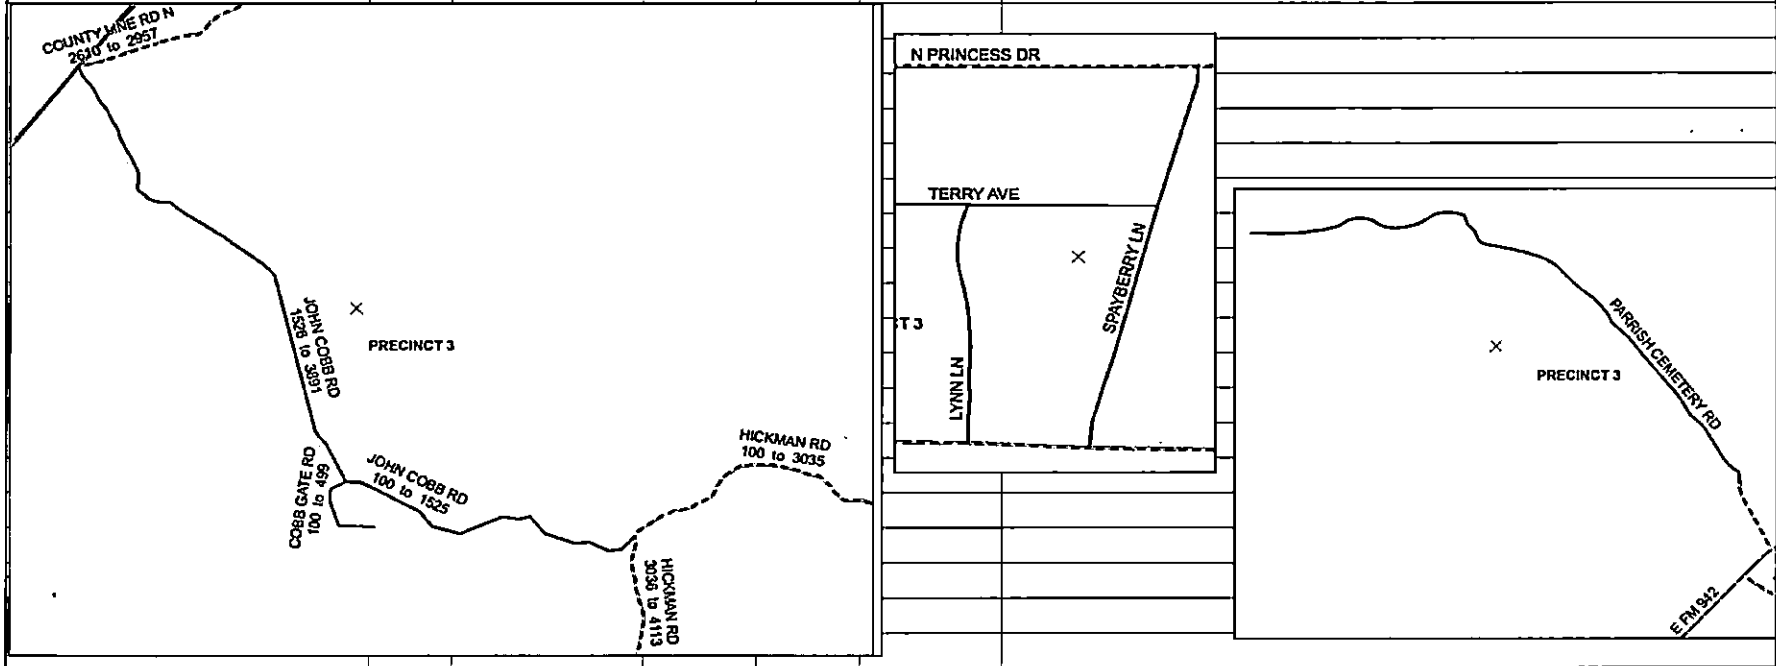 COUNTY LINE RD N
2610 to 2957
JOHN COBB RD
1526 to 3891
PRECINCT 3
COBB GATE RD
100 to 499
JOHN COBB RD
100 to 1525
HICKMAN RD
100 to 3035
HICKMAN RD
3036 to 4113
N PRINCESS DR
TERRY AVE
SPAYBERRY LN
CT 3
LYNN LN
PARRISH CEMETERY RD
PRECINCT 3
E FM 942